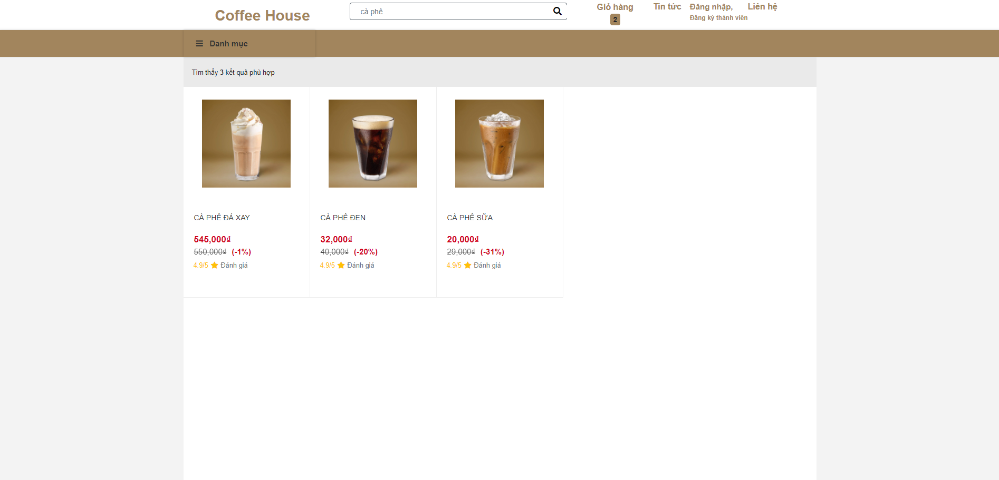 Coffee House
cà phê
Giỏ hàng
2
Tin tức
Đăng nhập,
Đăng ký thành viên
Liên hệ
Danh mục
Tìm thấy 3 kết quả phù hợp
CÀ PHÊ ĐÁ XAY
545,000₫
550,000₫ (-1%)
4.9/5 Đánh giá
CÀ PHÊ ĐEN
32,000₫
40,000₫ (-20%)
4.9/5 Đánh giá
CÀ PHÊ SỮA
20,000₫
29,000₫ (-31%)
4.9/5 Đánh giá